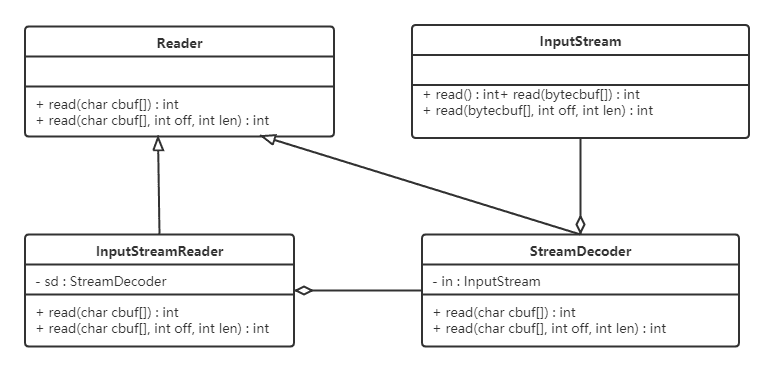 Reader
+ read(char cbuf[]) : int
+ read(char cbuf[], int off, int len) : int
InputStream
+ read() : int+ read(bytecbuf[]) : int
+ read(bytecbuf[], int off, int len) : int
InputStreamReader
- sd : StreamDecoder
+ read(char cbuf[]) : int
+ read(char cbuf[], int off, int len) : int
StreamDecoder
- in : InputStream
+ read(char cbuf[]) : int
+ read(char cbuf[], int off, int len) : int